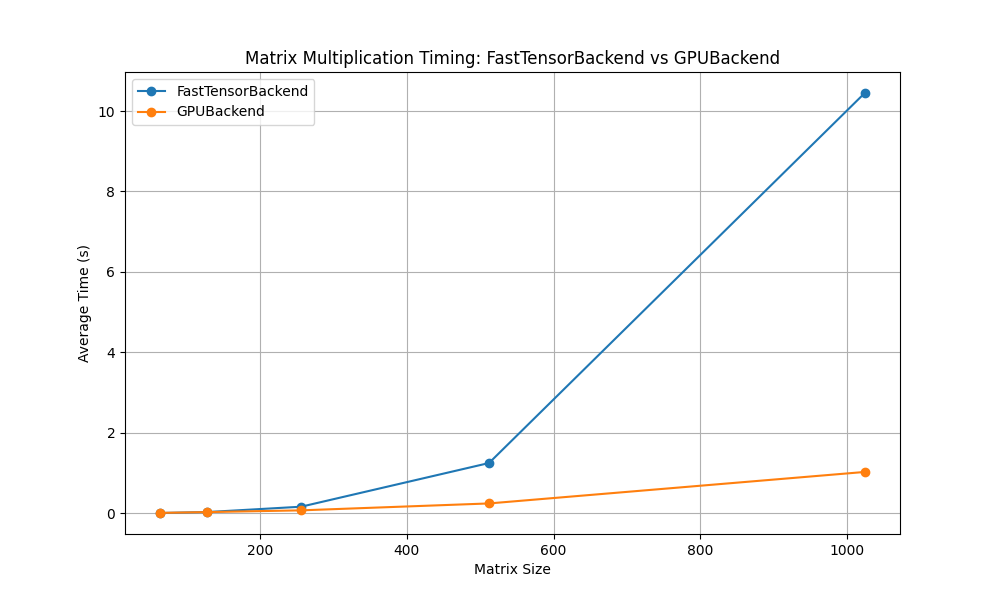 Matrix Multiplication Timing: FastTensorBackend vs GPUBackend
FastTensorBackend
GPUBackend
Average Time (s)
10
8
6
4
2
0
200
400
600
800
1000
Matrix Size